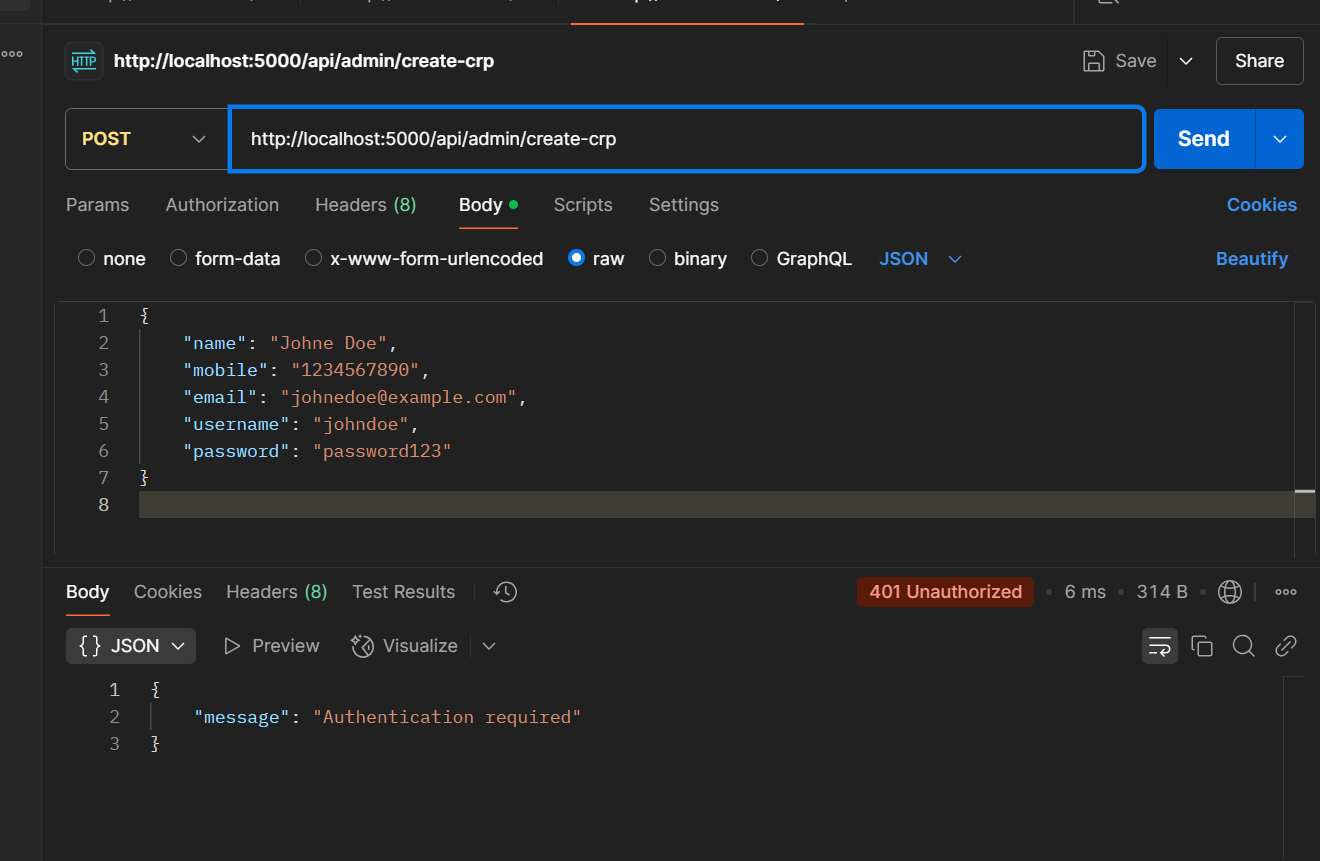 HTTP http://localhost:5000/api/admin/create-crp Save Share
POST http://localhost:5000/api/admin/create-crp Send
Params Authorization Headers (8) Body Scripts Settings Cookies
none form-data x-www-form-urlencoded raw binary GraphQL JSON Beautify
1 {
2 "name": "Johne Doe",
3 "mobile": "1234567890",
4 "email": "johnedoe@example.com",
5 "username": "johndoe",
6 "password": "password123"
7 }
8
Body Cookies Headers (8) Test Results 401 Unauthorized 6 ms 314 B
{} JSON Preview Visualize
1 {
2 "message": "Authentication required"
3 }